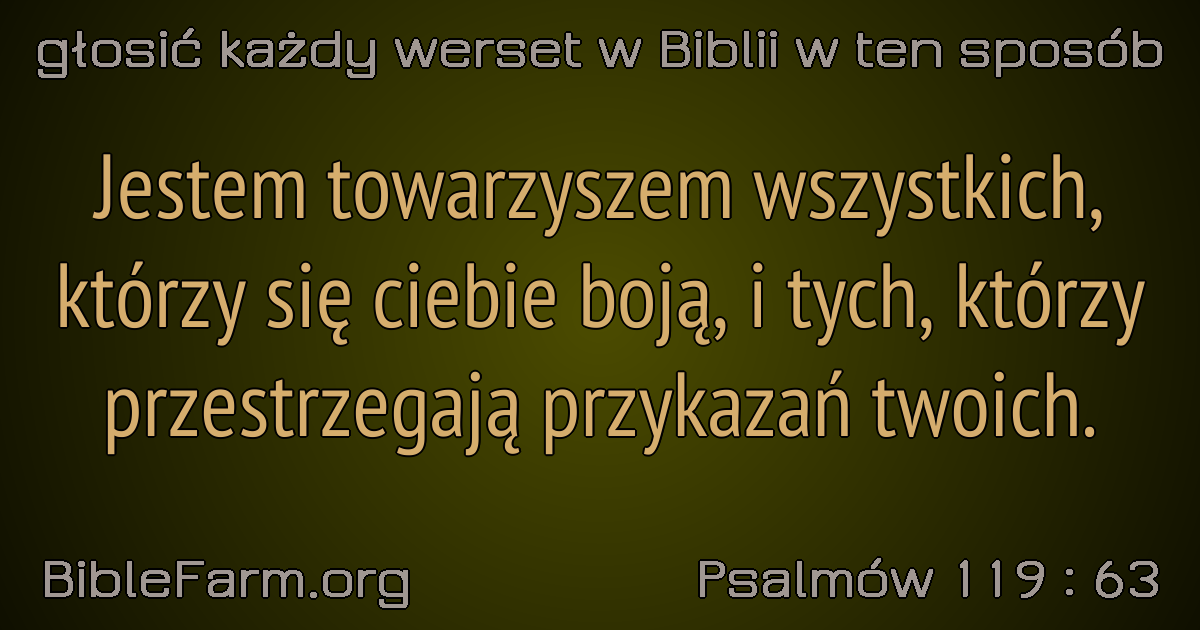 głosić każdy werset w Biblii w ten sposób
Jestem towarzyszem wszystkich,
którzy się ciebie boją, i tych, którzy
przestrzegają przykazań twoich.
BibleFarm.org
Psalmów 119 : 63